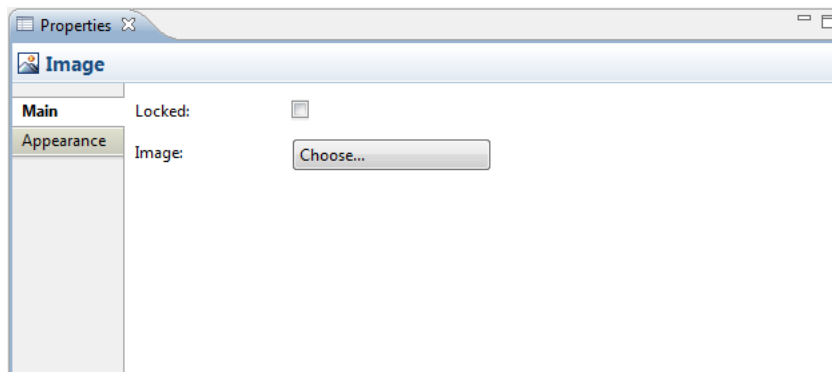 Properties
Image
Main
Locked:
Appearance
Image:
Choose...